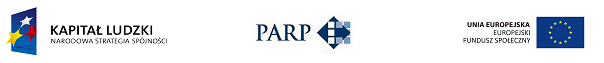 KAPITAŁ LUDZKI
NARODOWA STRATEGIA SPÓJNOŚCI
PARP
UNIA EUROPEJSKA
EUROPEJSKI
FUNDUSZ SPOŁECZNY